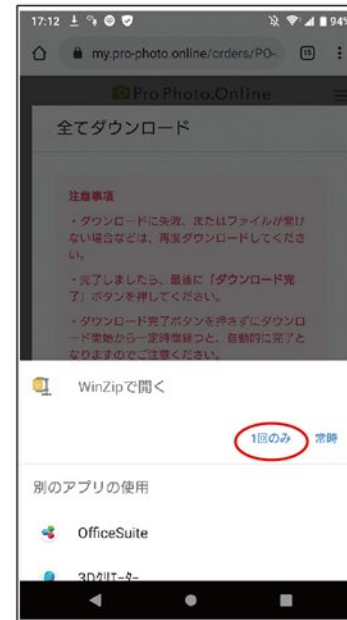 17:12
94%
my.pro-photo.online/orders/PO-
15
Pro Photo.Online
全てダウンロード
注意事項
・ダウンロードに失敗、またはファイルが開け
ない場合などは、再度ダウンロードしてくださ
い。
・完了しましたら、最後に「ダウンロード完
了」ボタンを押してください。
・ダウンロード完了ボタンを押さずにダウンロ
ード開始から一定時間経つと、自動的に完了と
なりますのでご注意ください。
WinZipで開く
1回のみ
常時
別のアプリの使用
OfficeSuite
3Dクリエーター